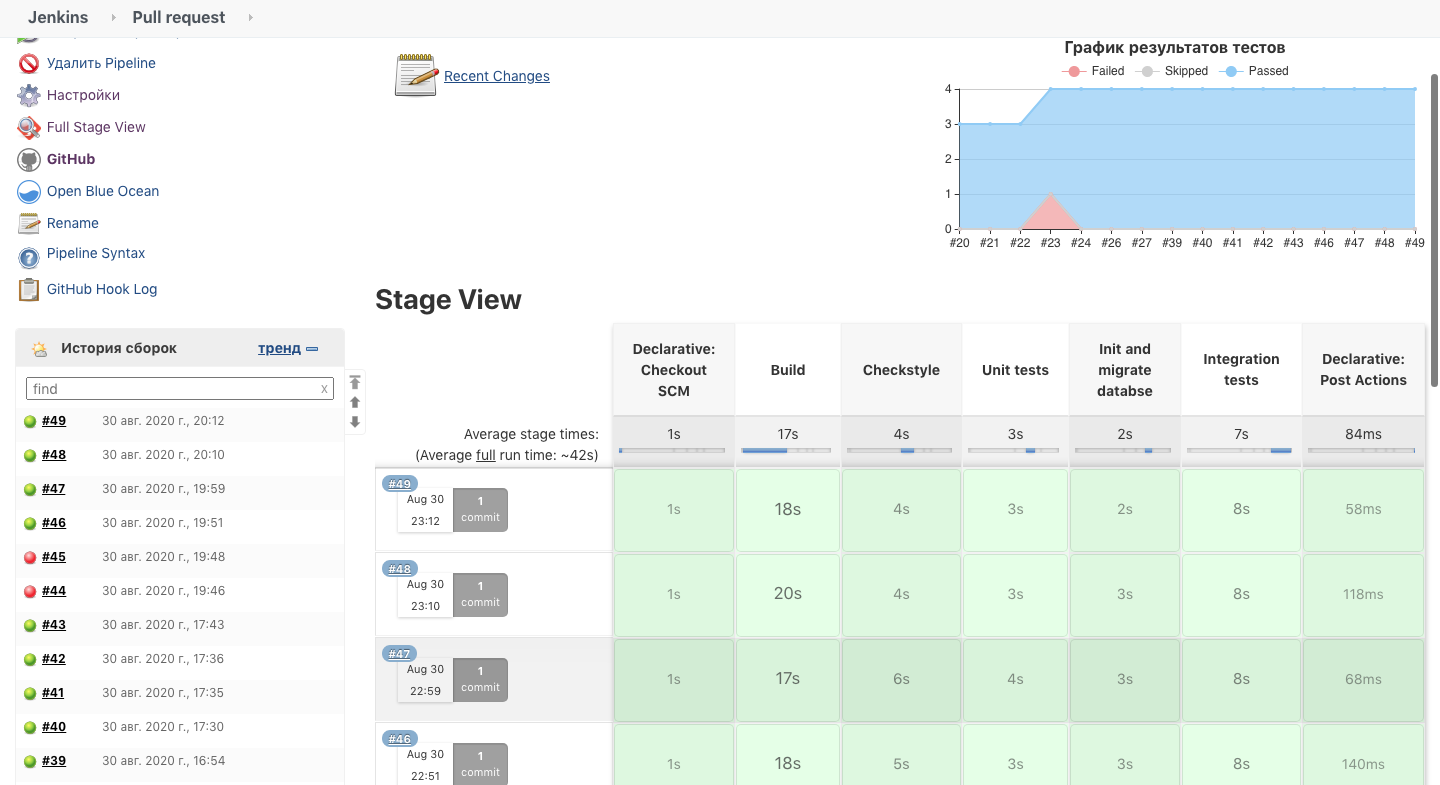 Jenkins
Pull request
Удалить Pipeline
Настройки
Full Stage View
GitHub
Open Blue Ocean
Rename
Pipeline Syntax
GitHub Hook Log
История сборок
тренд
find
x
#49 30 авг. 2020 г., 20:12
#48 30 авг. 2020 г., 20:10
#47 30 авг. 2020 г., 19:59
#46 30 авг. 2020 г., 19:51
#45 30 авг. 2020 г., 19:48
#44 30 авг. 2020 г., 19:46
#43 30 авг. 2020 г., 17:43
#42 30 авг. 2020 г., 17:36
#41 30 авг. 2020 г., 17:35
#40 30 авг. 2020 г., 17:30
#39 30 авг. 2020 г., 16:54
Recent Changes
График результатов тестов
Failed Skipped Passed
4
3
2
1
0
#20 #21 #22 #23 #24 #26 #27 #39 #40 #41 #42 #43 #46 #47 #48 #49
Stage View
Declarative:
Checkout
SCM
Build
Checkstyle
Unit tests
Init and
migrate
databse
Integration
tests
Declarative:
Post Actions
Average stage times:
(Average full run time: ~42s)
1s 17s 4s 3s 2s 7s 84ms
#49
Aug 30
23:12
1
commit
1s 18s 4s 3s 2s 8s 58ms
#48
Aug 30
23:10
1
commit
1s 20s 4s 3s 3s 8s 118ms
#47
Aug 30
22:59
1
commit
1s 17s 6s 4s 3s 8s 68ms
#46
Aug 30
22:51
1
commit
1s 18s 5s 3s 3s 8s 140ms